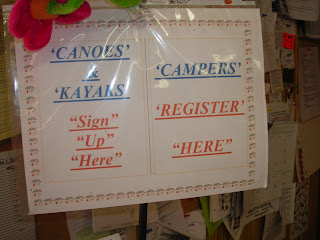 ‘CANOES’
&
‘KAYAKS’
“Sign”
“Up”
“Here”
‘CAMPERS’
‘REGISTER’
“HERE”